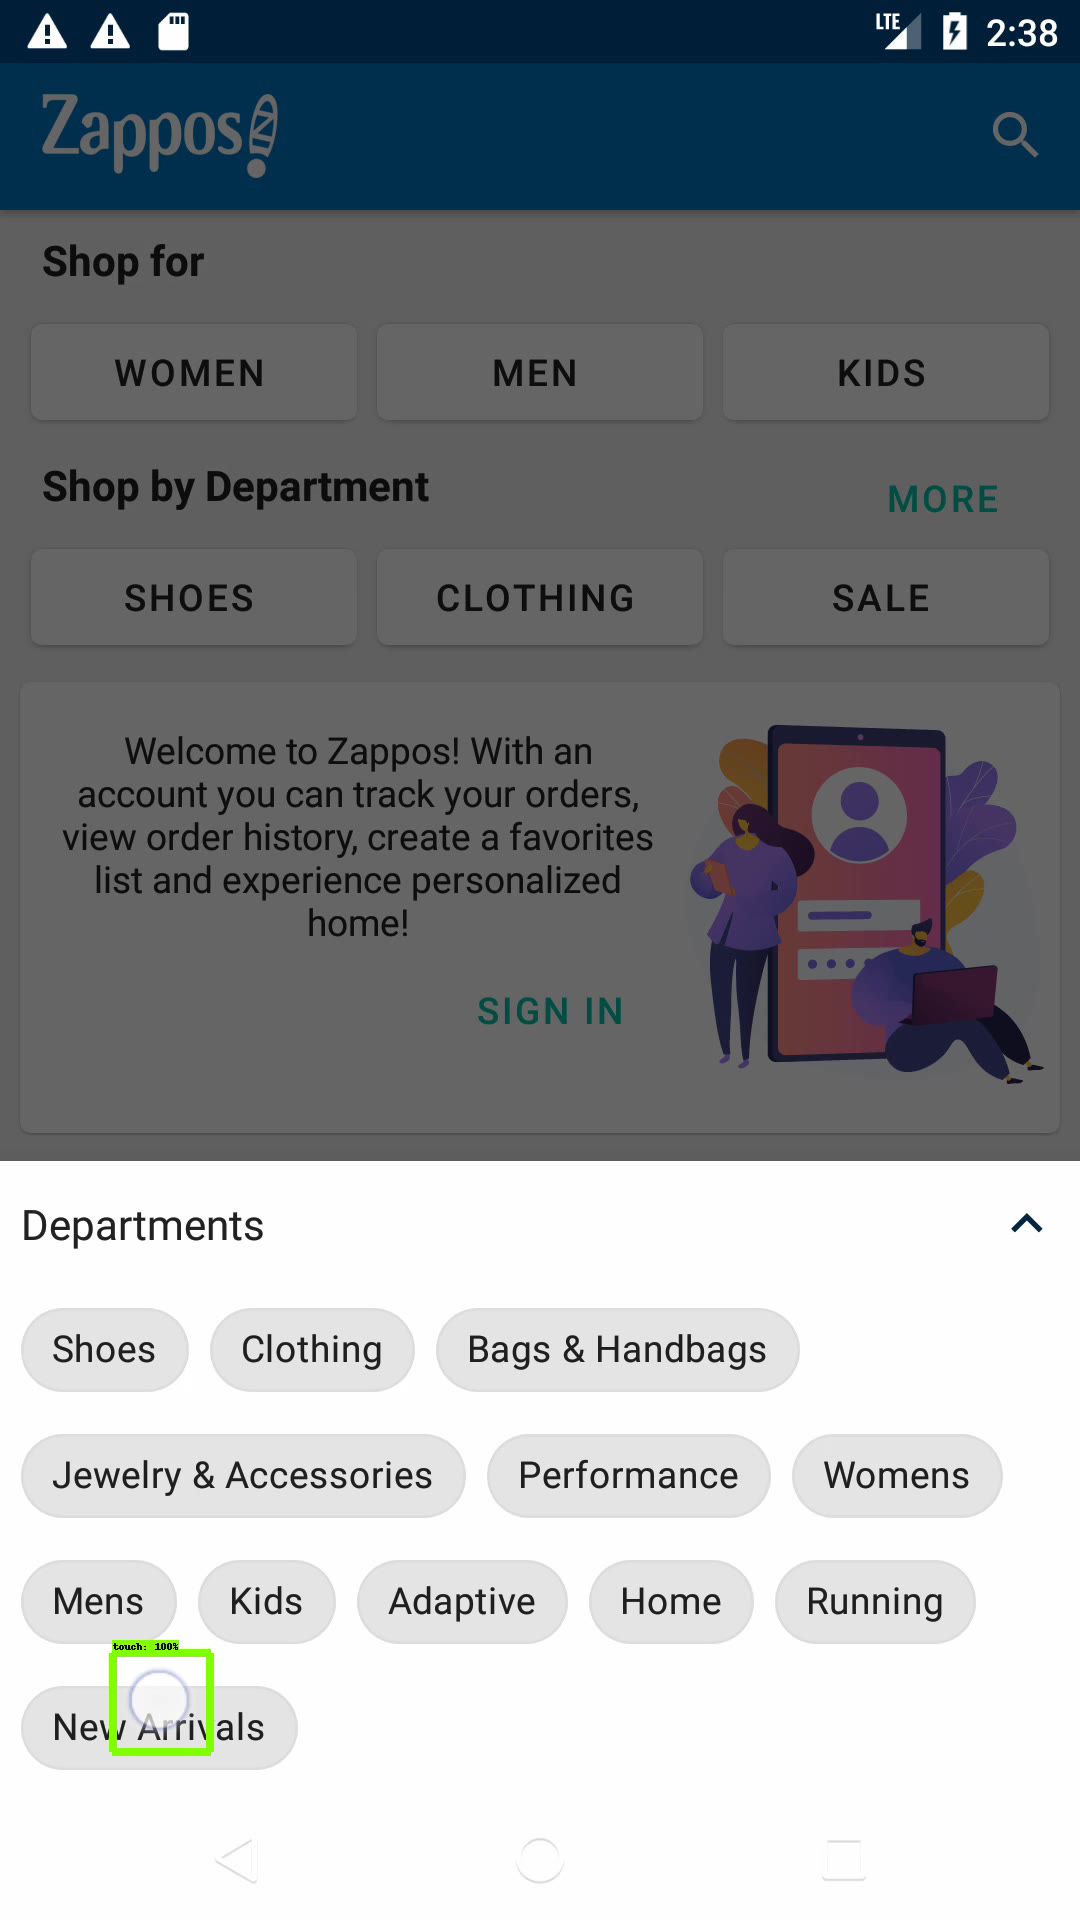 LTE 2:38
Zappos
Shop for
WOMEN MEN KIDS
Shop by Department MORE
SHOES CLOTHING SALE
Welcome to Zappos! With an
account you can track your orders,
view order history, create a favorites
list and experience personalized
home!
SIGN IN
Departments
Shoes Clothing Bags & Handbags
Jewelry & Accessories Performance Womens
Mens Kids Adaptive Home Running
touch: 100%
New Arrivals